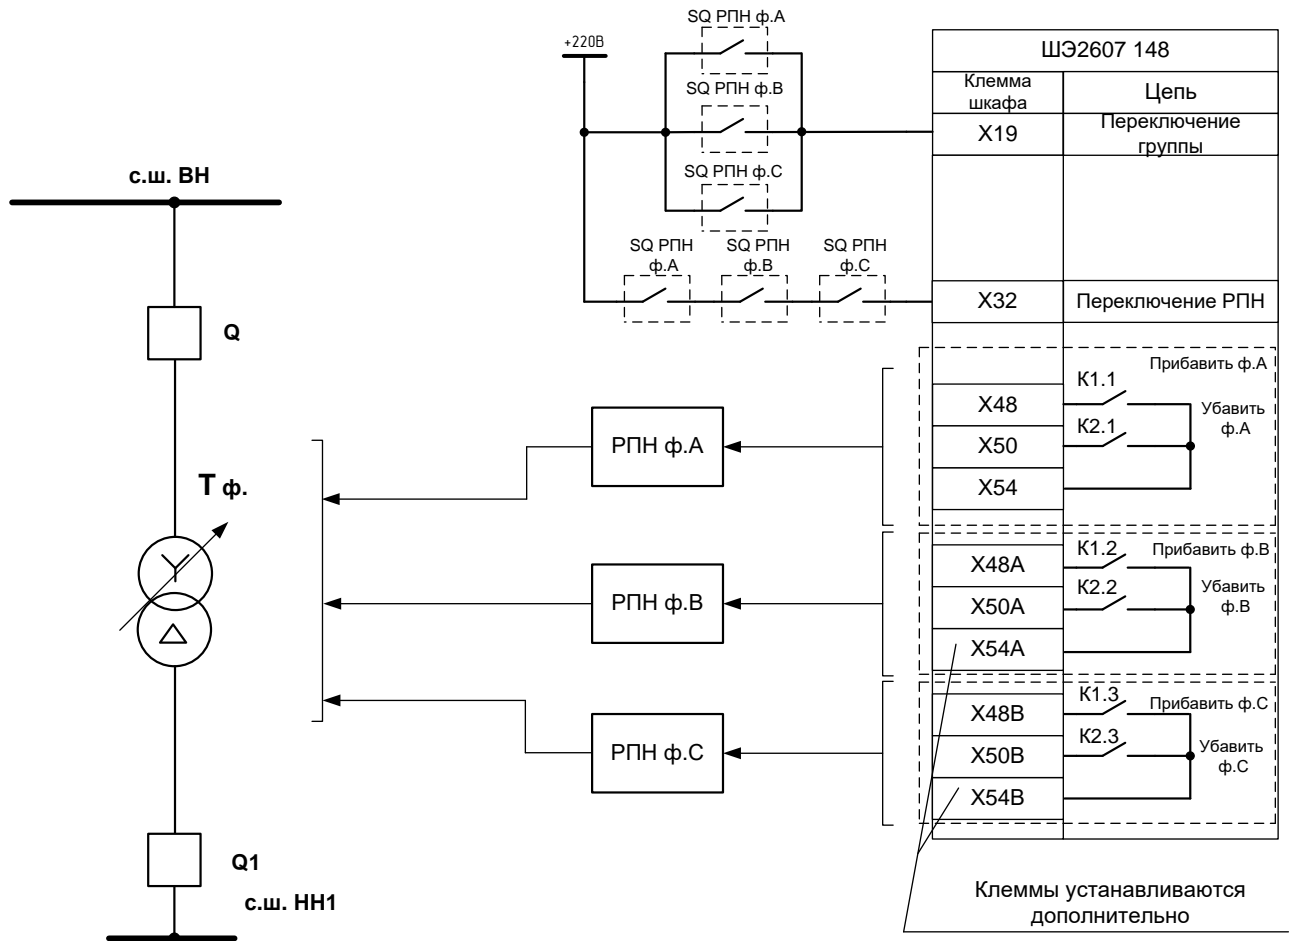 SQ РПН ф.А
+220В
ШЭ2607 148
Клемма
шкафа
Цепь
SQ РПН ф.В
X19
Переключение
группы
SQ РПН ф.С
с.ш. ВН
SQ РПН
ф.А
SQ РПН
ф.В
SQ РПН
ф.С
X32
Переключение РПН
Q
Прибавить ф.А
К1.1
X48
Убавить
ф.А
К2.1
РПН ф.А
X50
X54
Т ф.
К1.2
Прибавить ф.В
X48А
К2.2
Убавить
ф.В
РПН ф.В
X50А
X54А
К1.3
Прибавить ф.С
X48В
К2.3
Убавить
ф.С
РПН ф.С
X50В
X54В
Q1
с.ш. НН1
Клеммы устанавливаются
дополнительно